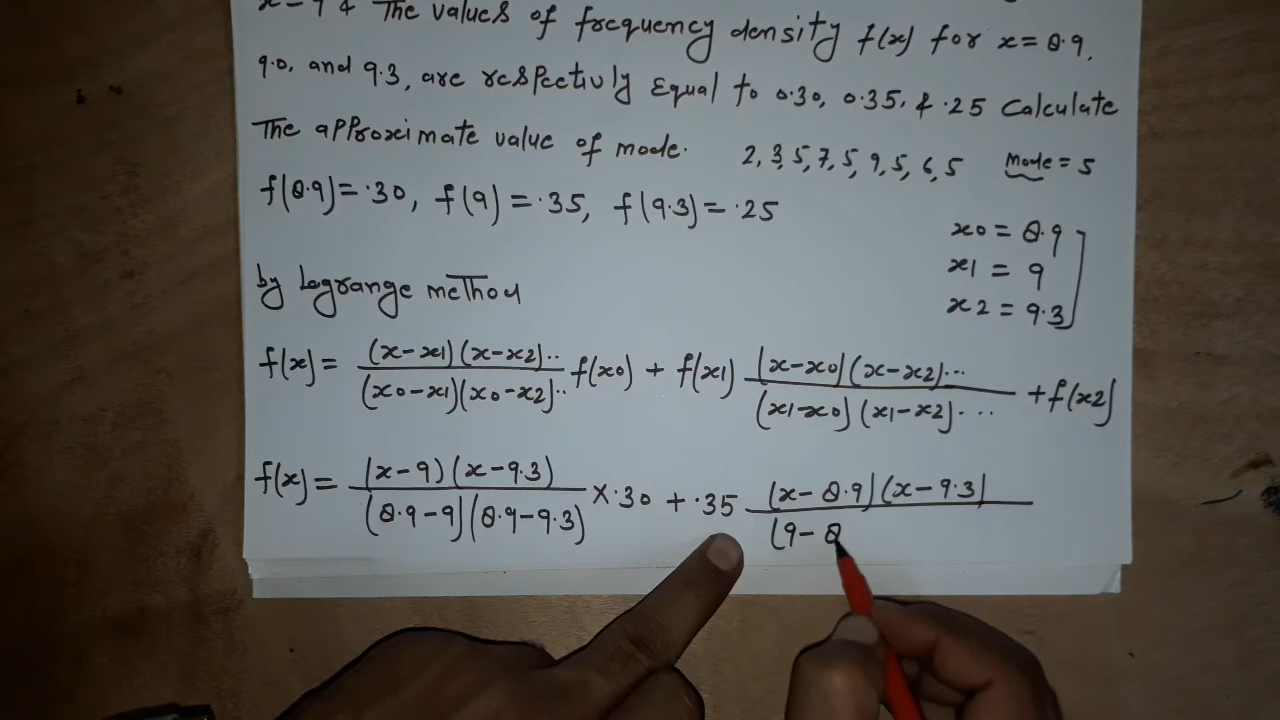 x=9 & The values of frequency density f(x) for x=8.9,
9.0, and 9.3, are respectivly Equal to 0.30, 0.35, & .25 Calculate
The approximate value of mode. 2, 3, 5, 7, 5, 9, 5, 6, 5 Mode = 5
f(8.9)=.30, f(9)=.35, f(9.3)=.25
x0 = 8.9
x1 = 9
x2 = 9.3
by Lagrange method
f(x) = (x-x1)(x-x2).. / (x0-x1)(x0-x2).. f(x0) + f(x1) (x-x0)(x-x2)... / (x1-x0)(x1-x2)... + f(x2)
f(x) = (x-9)(x-9.3) / (8.9-9)(8.9-9.3) x .30 + .35 (x-8.9)(x-9.3) / (9-8